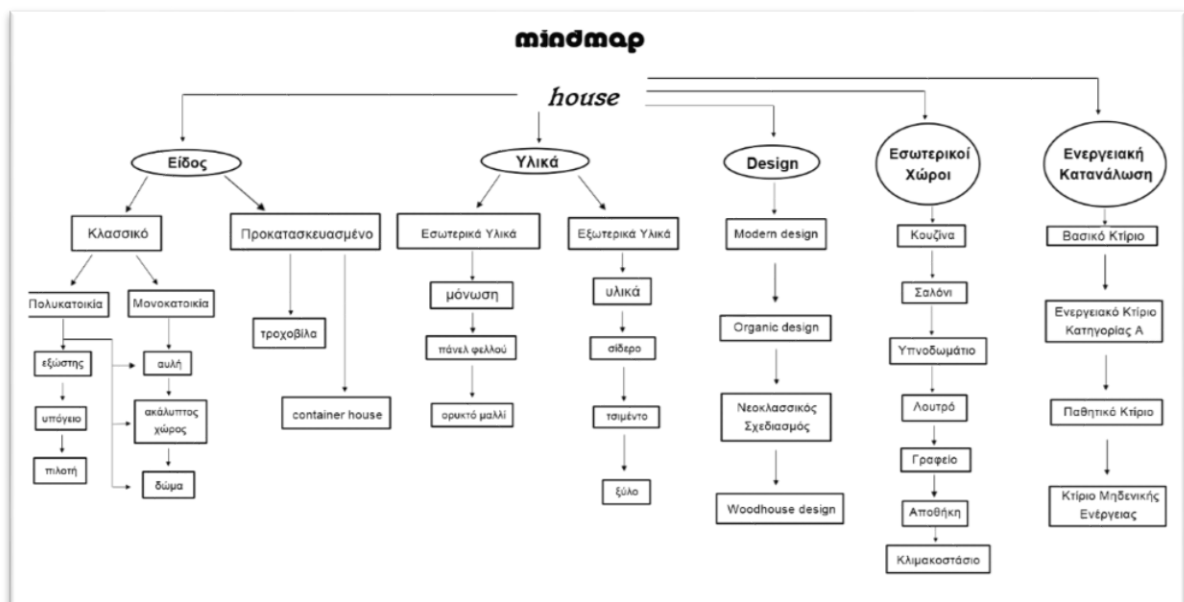 mindmap
house
Είδος
Υλικά
Design
Εσωτερικοί
Χώροι
Ενεργειακή
Κατανάλωση
Κλασσικό
Προκατασκευασμένο
Εσωτερικά Υλικά
Εξωτερικά Υλικά
Modern design
Κουζίνα
Βασικό Κτίριο
Πολυκατοικία
Μονοκατοικία
τροχοβίλα
μόνωση
υλικά
Organic design
Σαλόνι
Ενεργειακό Κτίριο
Κατηγορίας Α
εξώστης
αυλή
container house
πάνελ φελλού
σίδερο
Νεοκλασσικός
Σχεδιασμός
Υπνοδωμάτιο
Παθητικό Κτίριο
υπόγειο
ακάλυπτος
χώρος
ορυκτό μαλλί
τσιμέντο
Woodhouse design
Λουτρό
Κτίριο Μηδενικής
Ενέργειας
πιλοτή
δώμα
ξύλο
Γραφείο
Αποθήκη
Κλιμακοστάσιο